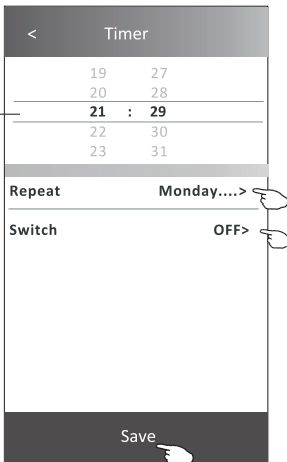 < Timer
19 27
20 28
21 : 29
22 30
23 31
Repeat Monday....>
Switch OFF>
Save